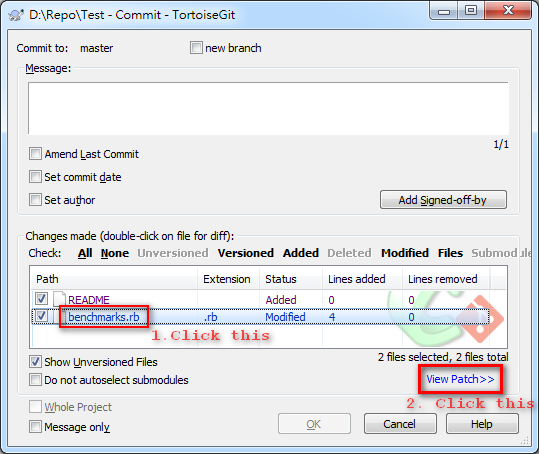 D:\Repo\Test - Commit - TortoiseGit
Commit to: master new branch
Message:
1/1
Amend Last Commit
Set commit date
Set author
Add Signed-off-by
Changes made (double-click on file for diff):
Check: All None Unversioned Versioned Added Deleted Modified Files Submodule
Path Extension Status Lines added Lines removed
README Added 0 0
benchmarks.rb .rb Modified 4 0
1.Click this
Show Unversioned Files
2 files selected, 2 files total
Do not autoselect submodules
View Patch>>
2. Click this
Whole Project
Message only
OK Cancel Help